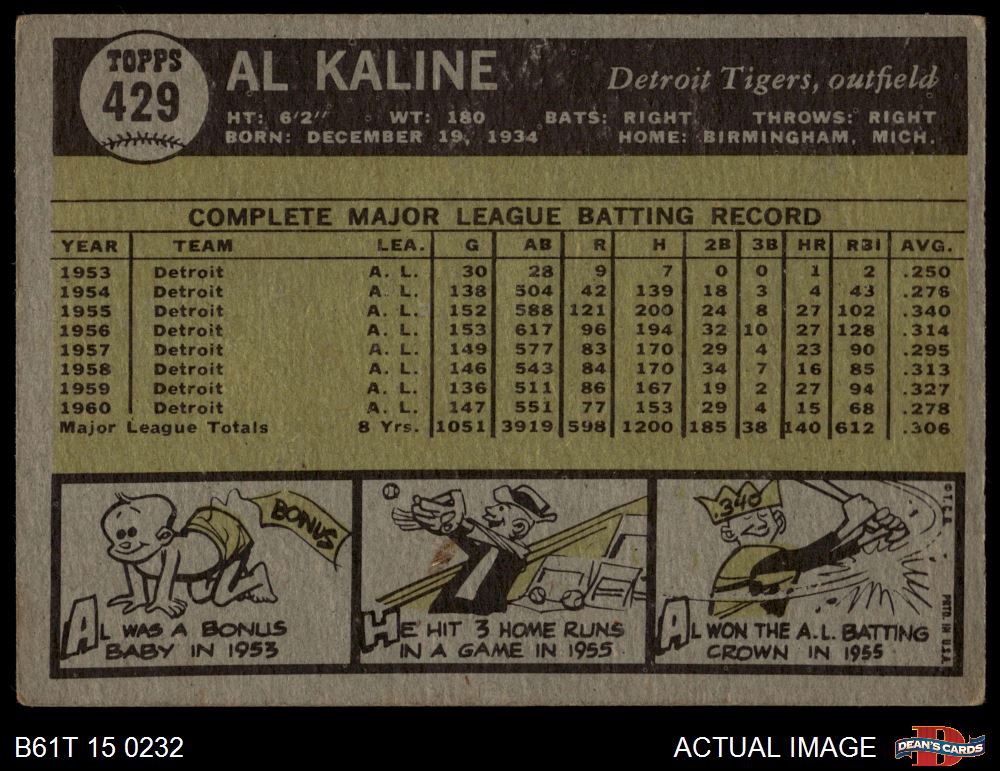 TOPPS
429
AL KALINE
Detroit Tigers, outfield
HT: 6'2" WT: 180 BATS: RIGHT THROWS: RIGHT
BORN: DECEMBER 19, 1934 HOME: BIRMINGHAM, MICH.
COMPLETE MAJOR LEAGUE BATTING RECORD
YEAR TEAM LEA. G AB R H 2B 3B HR RBI AVG.
1953 Detroit A. L. 30 28 9 7 0 0 1 2 .250
1954 Detroit A. L. 138 504 42 139 18 3 4 43 .276
1955 Detroit A. L. 152 588 121 200 24 8 27 102 .340
1956 Detroit A. L. 153 617 96 194 32 10 27 128 .314
1957 Detroit A. L. 149 577 83 170 29 4 23 90 .295
1958 Detroit A. L. 146 543 84 170 34 7 16 85 .313
1959 Detroit A. L. 136 511 86 167 19 2 27 94 .327
1960 Detroit A. L. 147 551 77 153 29 4 15 68 .278
Major League Totals 8 Yrs. 1051 3919 598 1200 185 38 140 612 .306
BONUS
AL WAS A BONUS
BABY IN 1953
HE HIT 3 HOME RUNS
IN A GAME IN 1955
.340
AL WON THE A.L. BATTING
CROWN IN 1955
© T.C.G.
PRTD. IN U.S.A.
B61T 15 0232
ACTUAL IMAGE
D
DEAN'S CARDS